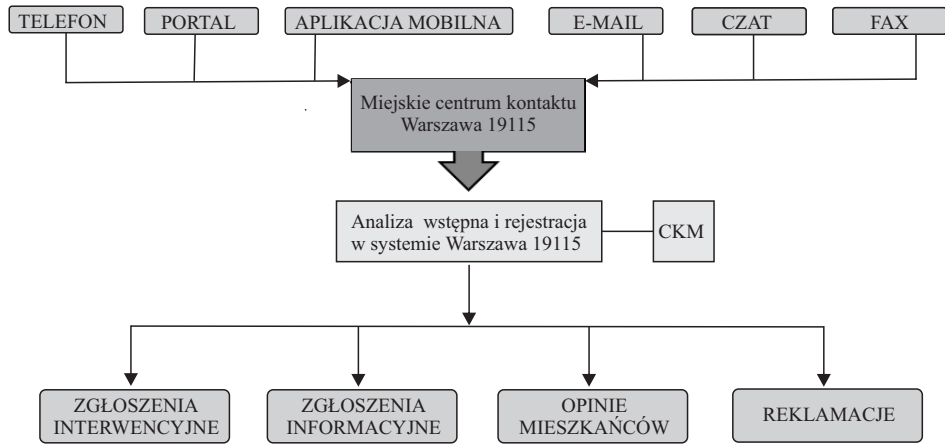 TELEFON
PORTAL
APLIKACJA MOBILNA
E-MAIL
CZAT
FAX
Miejskie centrum kontaktu
Warszawa 19115
Analiza wstępna i rejestracja
w systemie Warszawa 19115
CKM
ZGŁOSZENIA
INTERWENCYJNE
ZGŁOSZENIA
INFORMACYJNE
OPINIE
MIESZKAŃCÓW
REKLAMACJE